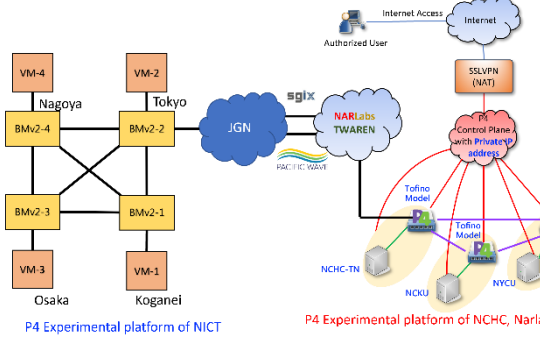 Internet Access
Internet
Authorized User
SSLVPN
(NAT)
VM-4
VM-2
Nagoya
Tokyo
BMv2-4
BMv2-2
JGN
sgix
NARLabs
TWAREN
PACIFIC WAVE
P4
Control Plane
with Private IP
address
BMv2-3
BMv2-1
Tofino
Model
P4
Tofino
Model
P4
VM-3
VM-1
NCHC-TN
NCKU
NYCU
Osaka
Koganei
P4 Experimental platform of NICT
P4 Experimental platform of NCHC, Narla